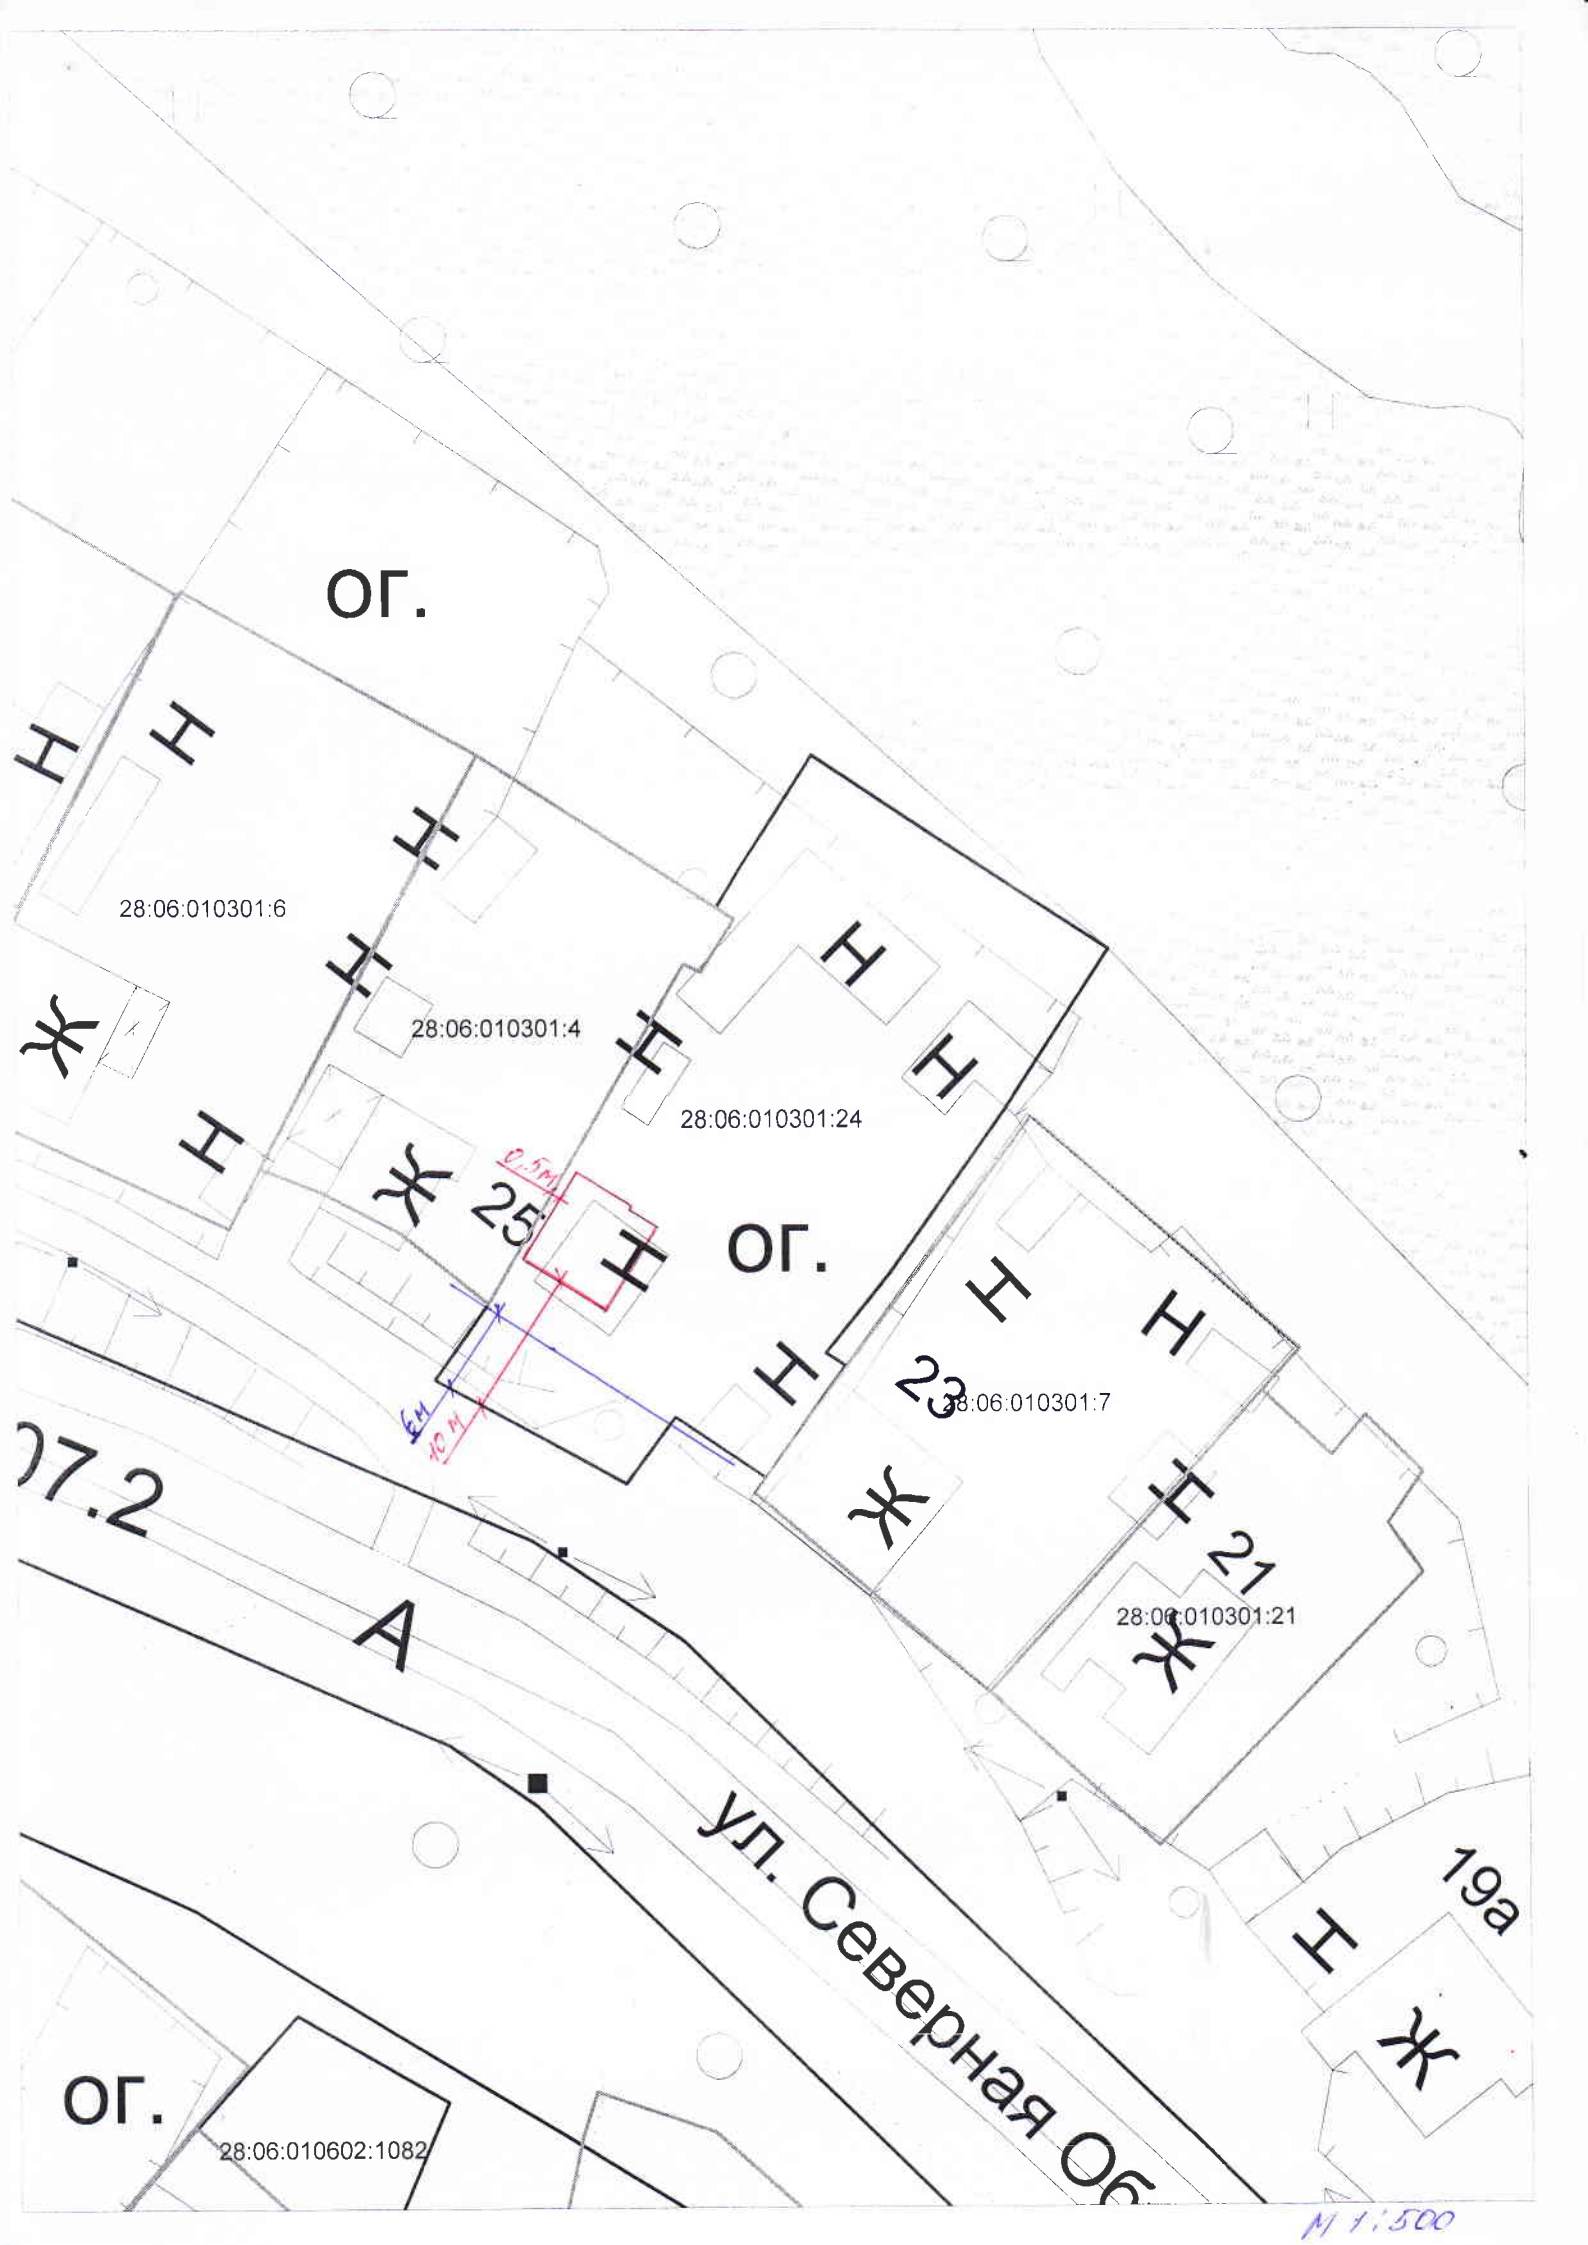 ог.
Н
Н
Н
28:06:010301:6
Н
Н
28:06:010301:4
Ж
Н
Н
28:06:010301:24
Н
Ж
0,5м
25
Н
ог.
Н
Н
Н
23
28:06:010301:7
6м
10 м
07.2
Ж
Н
21
28:06:010301:21
Ж
А
ул. Северная Об
19а
Н
Ж
ог.
28:06:010602:1082
М 1:500